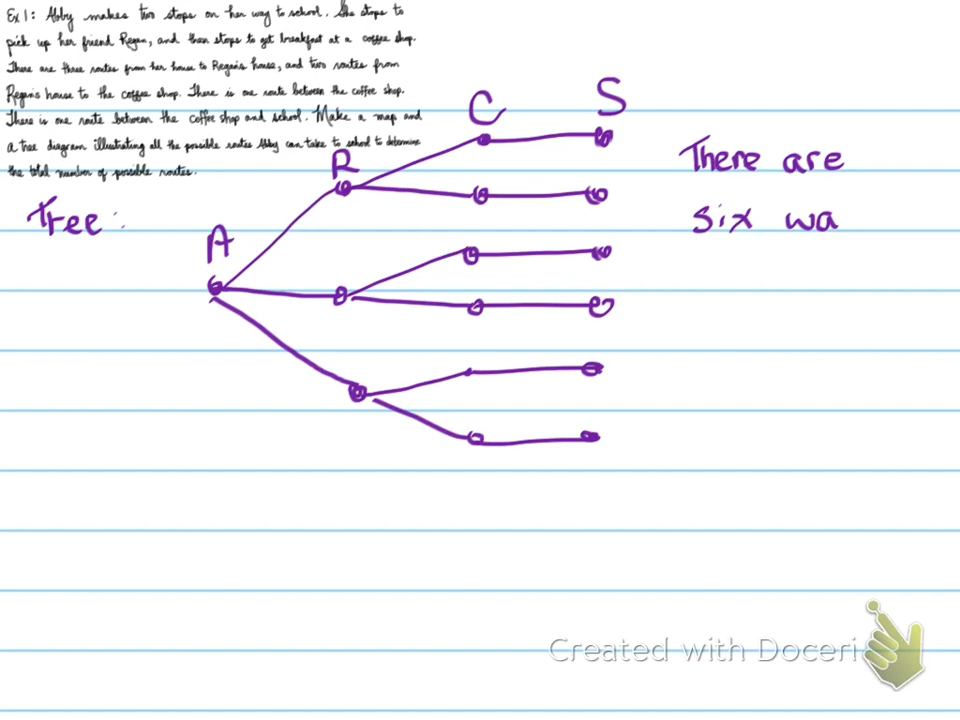 Ex 1: Abby makes two stops on her way to school. She stops to
pick up her friend Regan, and then stops to get breakfast at a coffee shop.
There are three routes from her house to Regan's house, and two routes from
Regan's house to the coffee shop. There is one route between the coffee shop.
There is one route between the coffee shop and school. Make a map and
a tree diagram illustrating all the possible routes Abby can take to school to determine
the total number of possible routes.
Tree:
A
R
C
S
There are
six wa
Created with Doceri